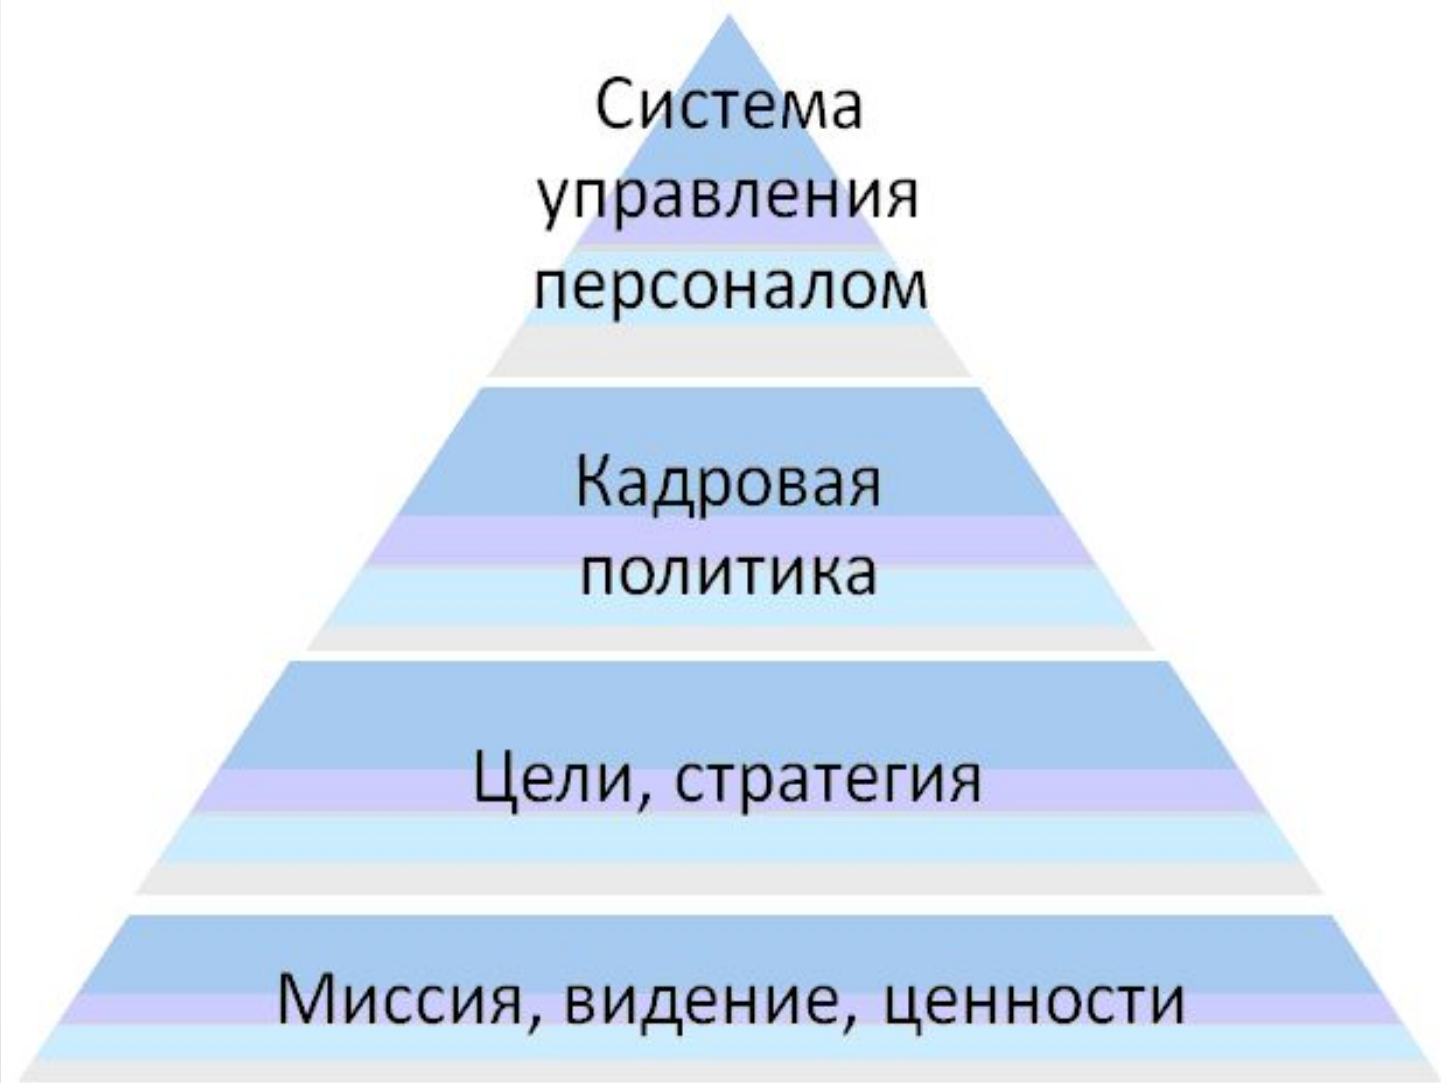 Система
управления
персоналом
Кадровая
политика
Цели, стратегия
Миссия, видение, ценности